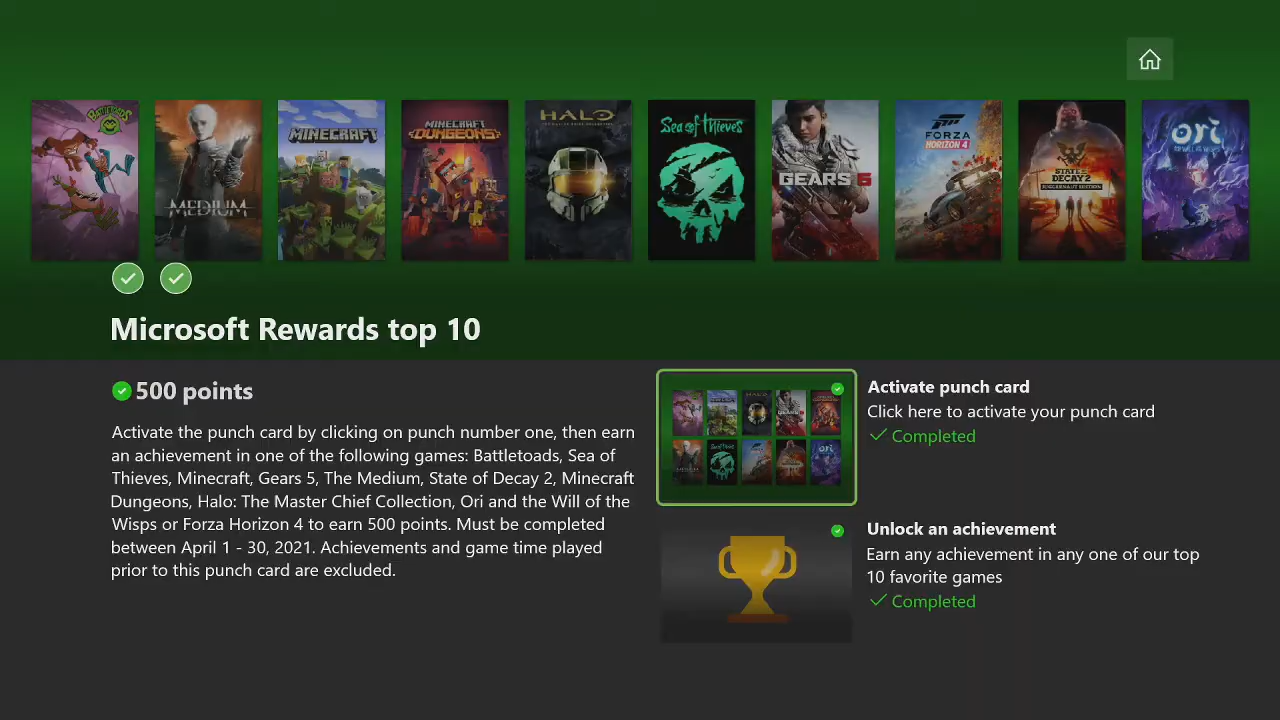 BATTLETOADS
MEDIUM
MINECRAFT
MINECRAFT
DUNGEONS
HALO
Sea of Thieves
GEARS 5
FORZA
HORIZON 4
STATE OF
DECAY 2
JUGGERNAUT EDITION
ori
Microsoft Rewards top 10
500 points
Activate the punch card by clicking on punch number one, then earn
an achievement in one of the following games: Battletoads, Sea of
Thieves, Minecraft, Gears 5, The Medium, State of Decay 2, Minecraft
Dungeons, Halo: The Master Chief Collection, Ori and the Will of the
Wisps or Forza Horizon 4 to earn 500 points. Must be completed
between April 1 - 30, 2021. Achievements and game time played
prior to this punch card are excluded.
Activate punch card
Click here to activate your punch card
Completed
Unlock an achievement
Earn any achievement in any one of our top
10 favorite games
Completed